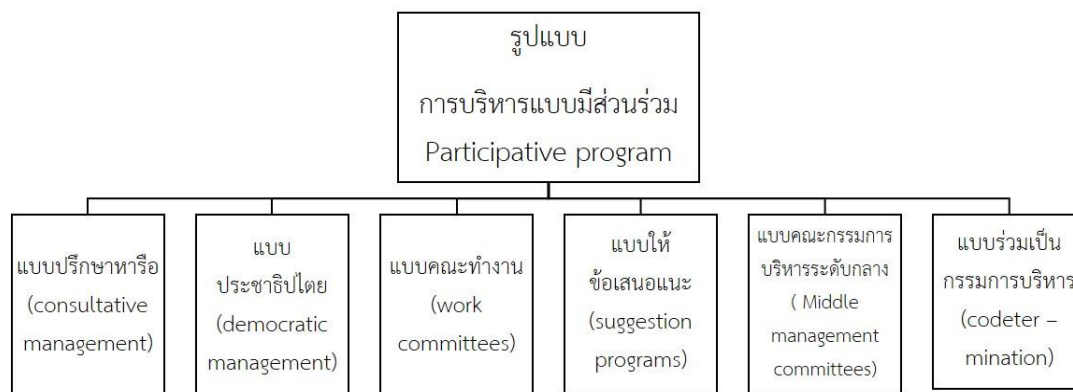 รูปแบบ
การบริหารแบบมีส่วนร่วม
Participative program
แบบปรึกษาหารือ
(consultative
management)
แบบ
ประชาธิปไตย
(democratic
management)
แบบคณะทำงาน
(work
committees)
แบบให้
ข้อเสนอแนะ
(suggestion
programs)
แบบคณะกรรมการ
บริหารระดับกลาง
( Middle
management
committees)
แบบร่วมเป็น
กรรมการบริหาร
(codeter –
mination)